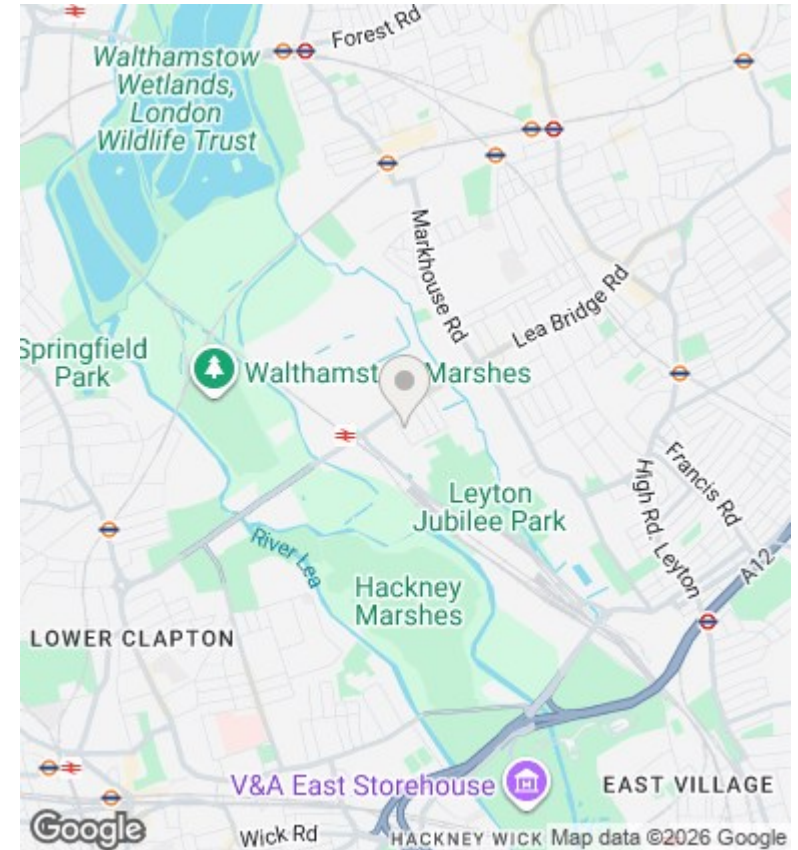 Forest Rd
Walthamstow
Wetlands,
London
Wildlife Trust
Markhouse Rd
Lea Bridge Rd
Springfield
Park
Walthamst
Marshes
Francis Rd
High Rd. Leyton
Leyton
Jubilee Park
A12
River Lea
Hackney
Marshes
LOWER CLAPTON
V&A East Storehouse
EAST VILLAGE
Google
Wick Rd
HACKNEY WICK
Map data ©2026 Google